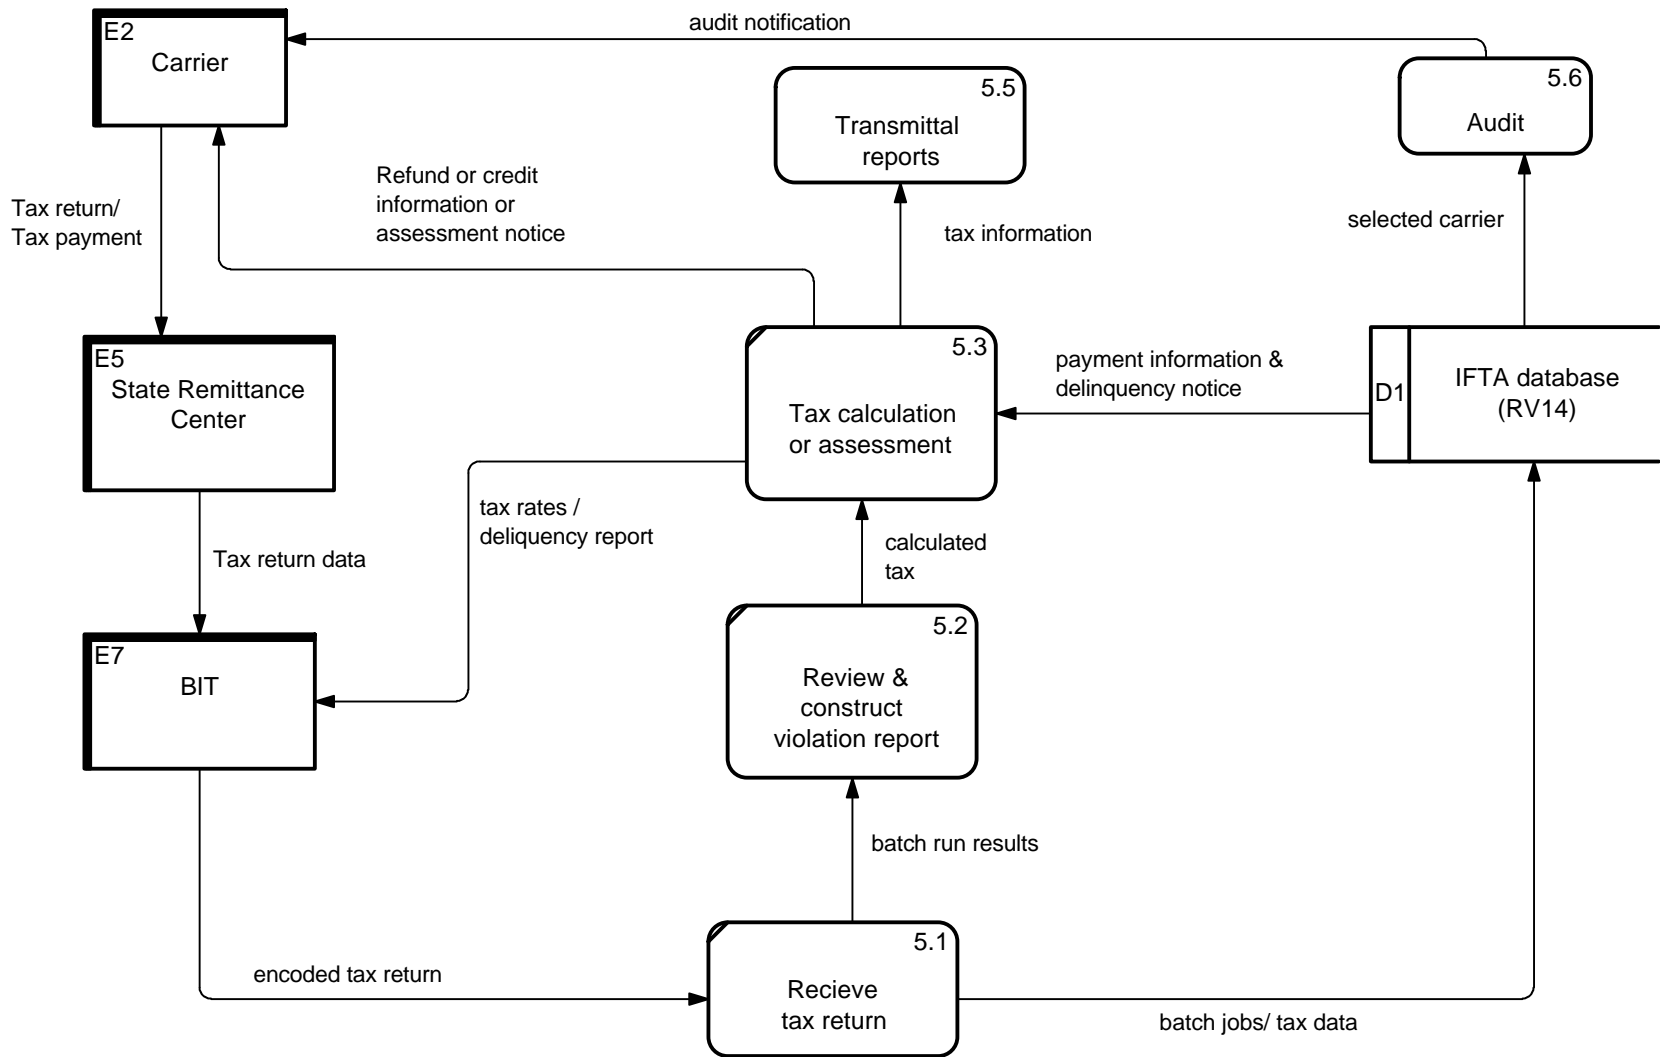 audit notification
E2
Carrier
5.5
Transmittal
reports
5.6
Audit
Refund or credit
information or
assessment notice
Tax return/
Tax payment
tax information
selected carrier
E5
State Remittance
Center
5.3
Tax calculation
or assessment
payment information &
delinquency notice
D1
IFTA database
(RV14)
tax rates /
deliquency report
Tax return data
calculated
tax
E7
BIT
5.2
Review &
construct
violation report
batch run results
5.1
Recieve
tax return
encoded tax return
batch jobs/ tax data